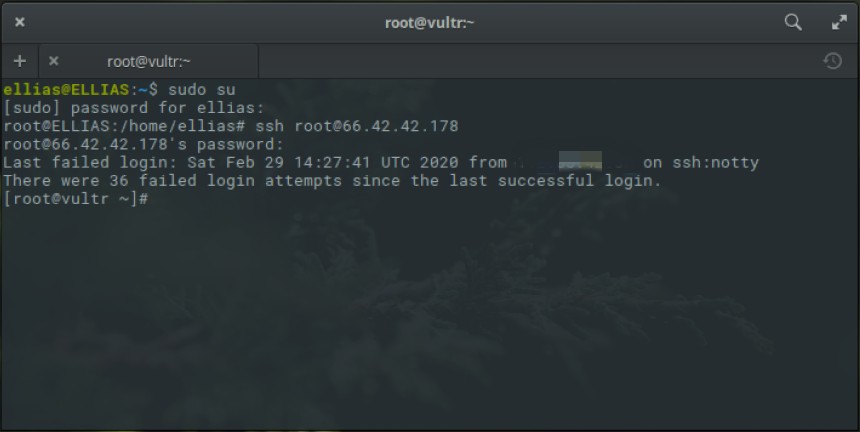 root@vultr:~
root@vultr:~
ellias@ELLIAS:~$ sudo su
[sudo] password for ellias:
root@ELLIAS:/home/ellias# ssh root@66.42.42.178
root@66.42.42.178's password:
Last failed login: Sat Feb 29 14:27:41 UTC 2020 from on ssh:notty
There were 36 failed login attempts since the last successful login.
[root@vultr ~]#